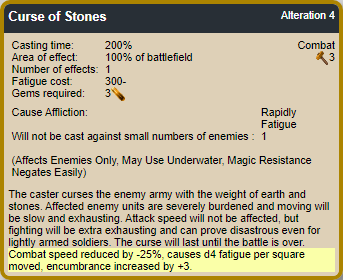 Curse of Stones Alteration 4
Casting time: 200% Combat
Area of effect: 100% of battlefield 3
Number of effects: 1
Fatigue cost: 300-
Gems required: 3
Cause Affliction: Rapidly
Fatigue
Will not be cast against small numbers of enemies : 1
(Affects Enemies Only, May Use Underwater, Magic Resistance
Negates Easily)
The caster curses the enemy army with the weight of earth and
stones. Affected enemy units are severely burdened and moving will
be slow and exhausting. Attack speed will not be affected, but
fighting will be extra exhausting and can prove disastrous even for
lightly armed soldiers. The curse will last until the battle is over.
Combat speed reduced by -25%, causes d4 fatigue per square
moved, encumbrance increased by +3.